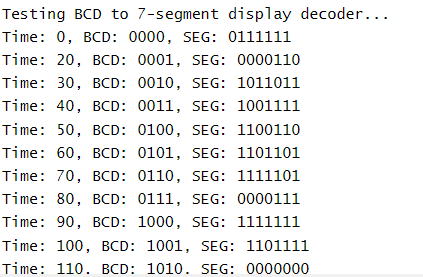 Testing BCD to 7-segment display decoder...
Time: 0, BCD: 0000, SEG: 0111111
Time: 20, BCD: 0001, SEG: 0000110
Time: 30, BCD: 0010, SEG: 1011011
Time: 40, BCD: 0011, SEG: 1001111
Time: 50, BCD: 0100, SEG: 1100110
Time: 60, BCD: 0101, SEG: 1101101
Time: 70, BCD: 0110, SEG: 1111101
Time: 80, BCD: 0111, SEG: 0000111
Time: 90, BCD: 1000, SEG: 1111111
Time: 100, BCD: 1001, SEG: 1101111
Time: 110, BCD: 1010, SEG: 0000000